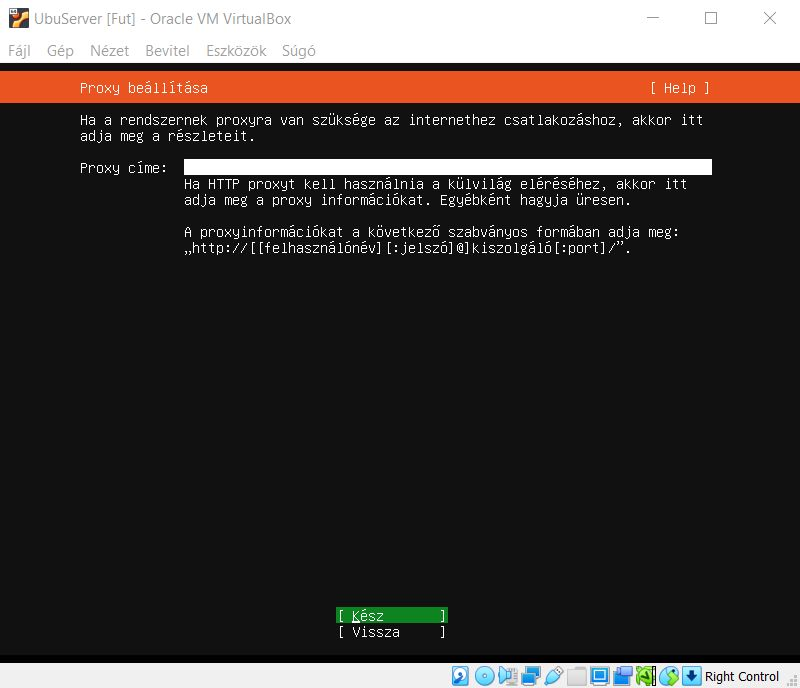 UbuServer [Fut] - Oracle VM VirtualBox
Fájl Gép Nézet Bevitel Eszközök Súgó
Proxy beállítása [ Help ]
Ha a rendszernek proxyra van szüksége az internethez csatlakozáshoz, akkor itt
adja meg a részleteit.
Proxy címe:
Ha HTTP proxyt kell használnia a külvilág eléréséhez, akkor itt
adja meg a proxy információkat. Egyébként hagyja üresen.
A proxyinformációkat a következő szabványos formában adja meg:
„http://[[felhasználónév][:jelszó]@]kiszolgáló[:port]/”.
[ Kész ]
[ Vissza ]
Right Control